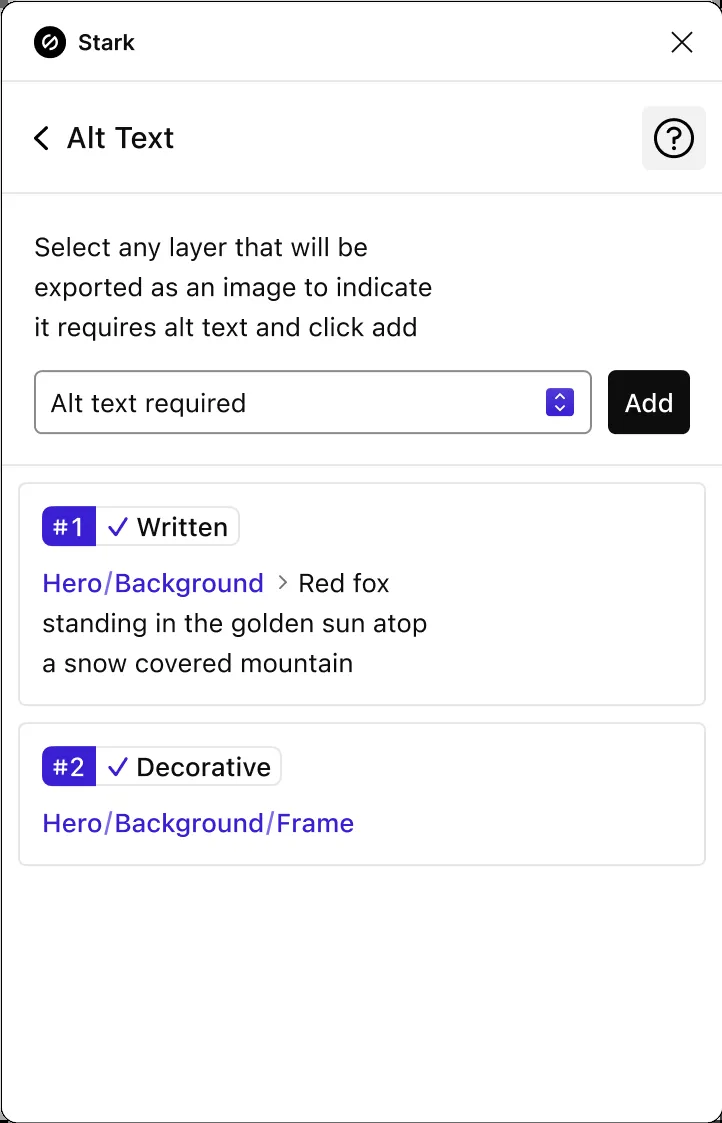 Stark
Alt Text
Select any layer that will be
exported as an image to indicate
it requires alt text and click add
Alt text required
Add
#1 ✓ Written
Hero/Background > Red fox
standing in the golden sun atop
a snow covered mountain
#2 ✓ Decorative
Hero/Background/Frame